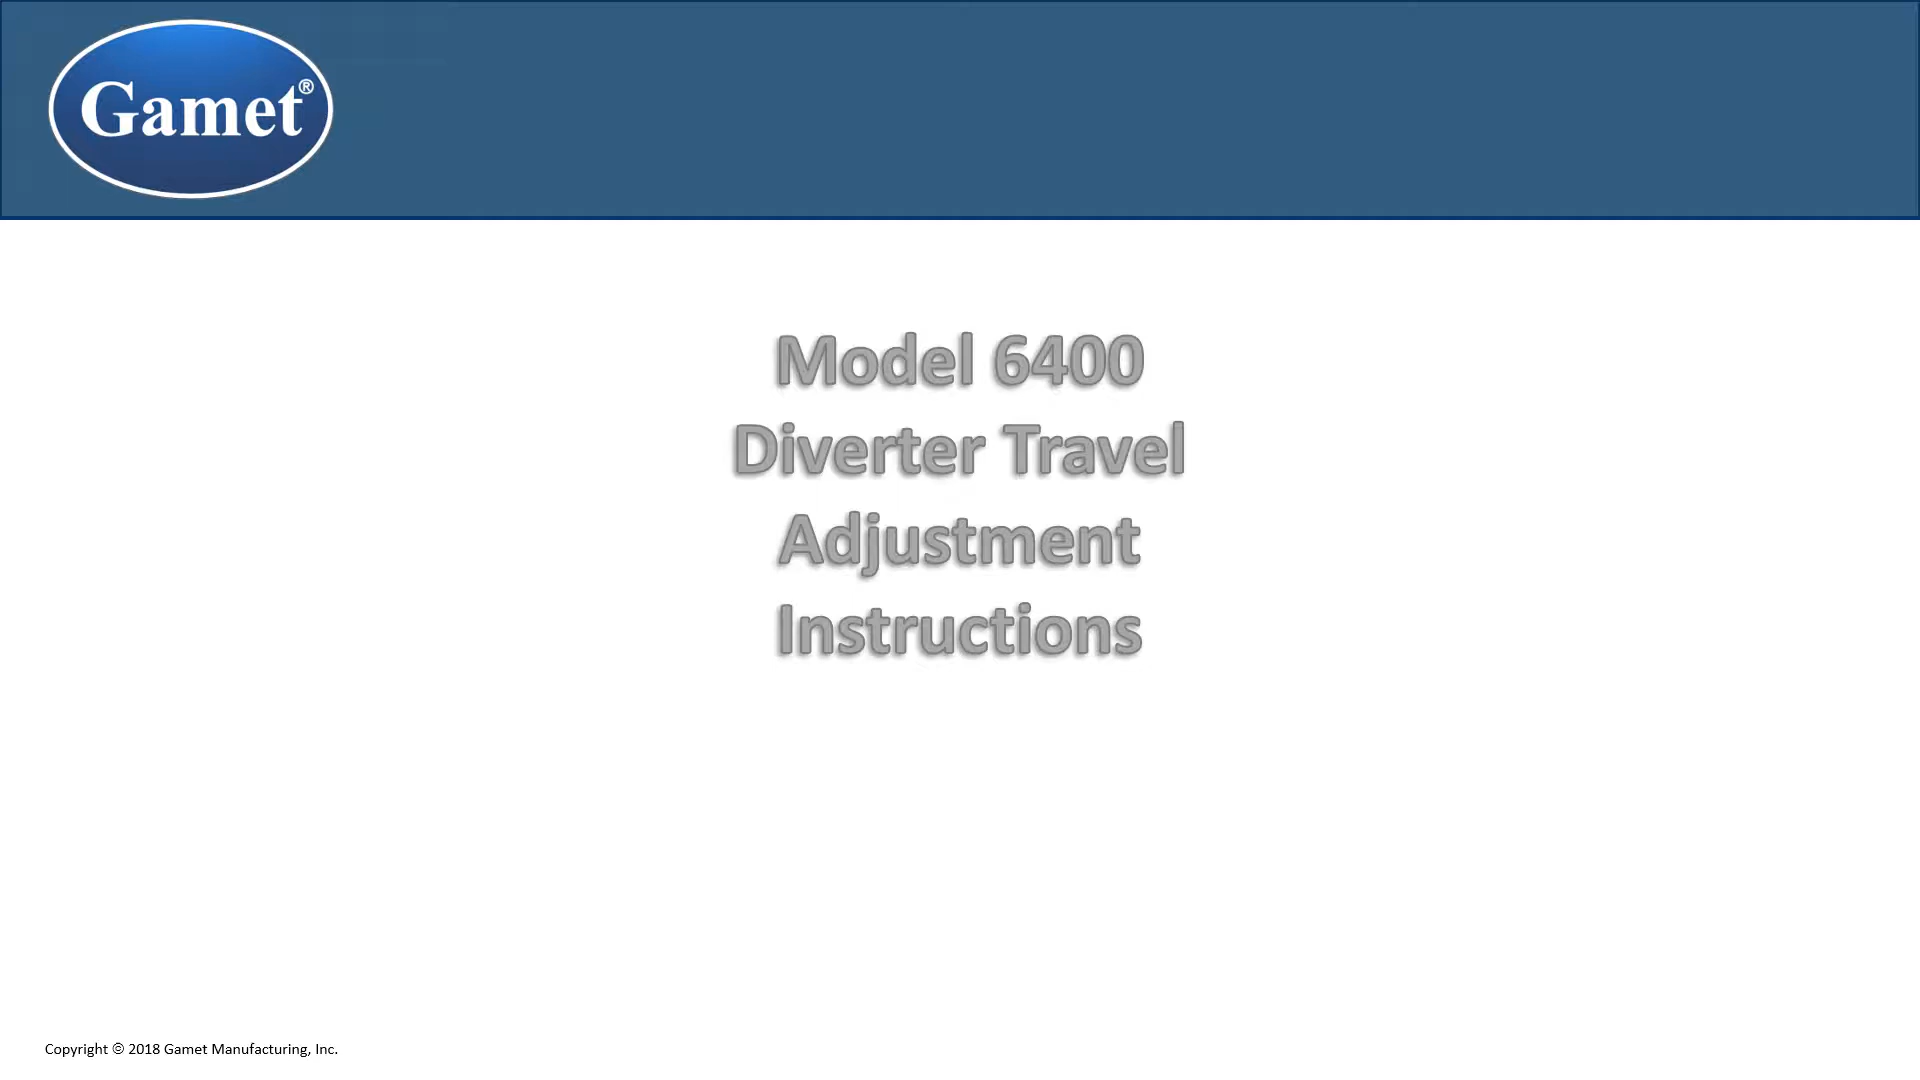 Gamet®
Model 6400
Diverter Travel
Adjustment
Instructions
Copyright © 2018 Gamet Manufacturing, Inc.